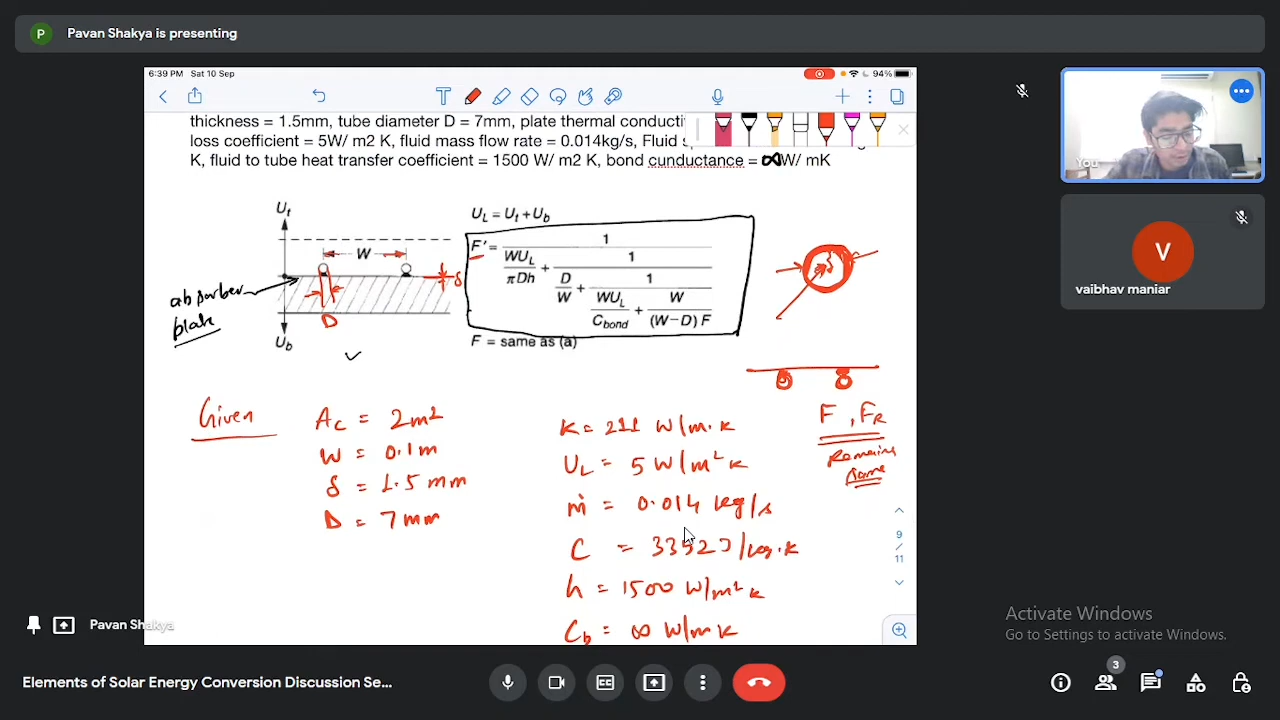 P Pavan Shakya is presenting
6:39 PM Sat 10 Sep
94%
thickness = 1.5mm, tube diameter D = 7mm, plate thermal conducti
loss coefficient = 5W/ m2 K, fluid mass flow rate = 0.014kg/s, Fluid s
K, fluid to tube heat transfer coefficient = 1500 W/ m2 K, bond cunductance = ∞W/ mK
You
V
vaibhav maniar
Ut
W
δ
D
Ub
absorber
plate
UL = Ut + Ub
F' = 1
WUL
πDh
+
1
D
W
+
1
WUL
Cbond
+
W
(W-D) F
F = same as (a)
Given
Ac = 2m²
W = 0.1m
δ = 1.5 mm
D = 7mm
K = 211 W/m.K
UL = 5 W/m²K
ṁ = 0.014 kg/s
h = 1500 W/m²K
Cb = ∞ W/mK
F, FR
Remains
Same
9
/
11
Pavan Shakya
Activate Windows
Go to Settings to activate Windows.
Elements of Solar Energy Conversion Discussion Se...
CC
3